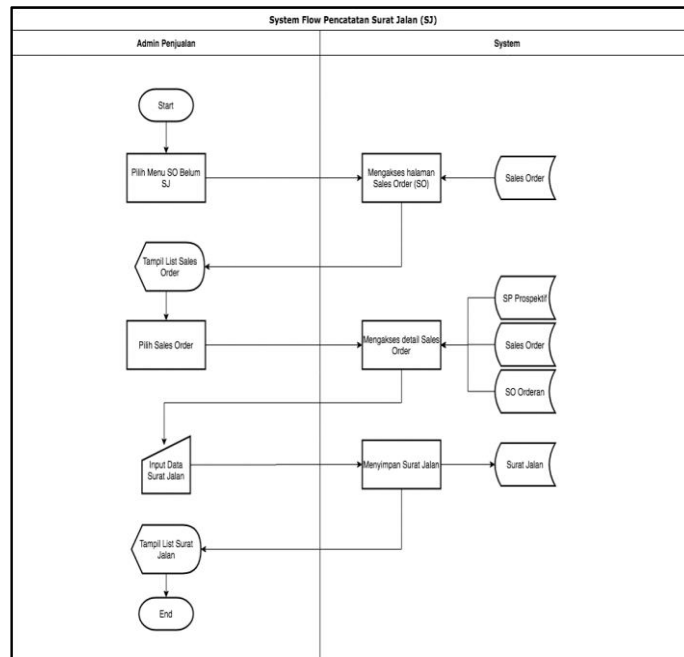 System Flow Pencatatan Surat Jalan (SJ)
Admin Penjualan
System
Start
Pilih Menu SO Belum
SJ
Mengakses halaman
Sales Order (SO)
Sales Order
Tampil List Sales
Order
SP Prospektif
Pilih Sales Order
Mengakses detail Sales
Order
Sales Order
SO Orderan
Input Data
Surat Jalan
Menyimpan Surat Jalan
Surat Jalan
Tampil List Surat
Jalan
End